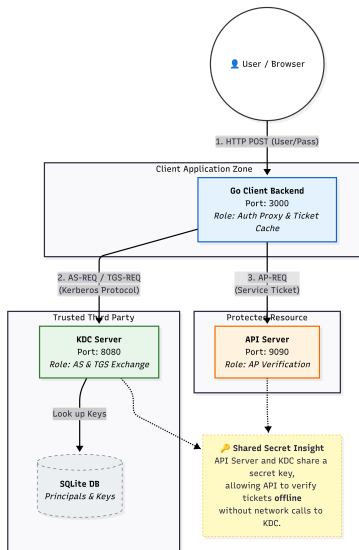 👤 User / Browser
1. HTTP POST (User/Pass)
Client Application Zone
Go Client Backend
Port: 3000
Role: Auth Proxy & Ticket
Cache
2. AS-REQ / TGS-REQ
(Kerberos Protocol)
3. AP-REQ
(Service Ticket)
Trusted Third Party
KDC Server
Port: 8080
Role: AS & TGS Exchange
Protected Resource
API Server
Port: 9090
Role: AP Verification
Look up Keys
SQLite DB
Principals & Keys
🔑 Shared Secret Insight
API Server and KDC share a
secret key,
allowing API to verify
tickets offline
without network calls to
KDC.